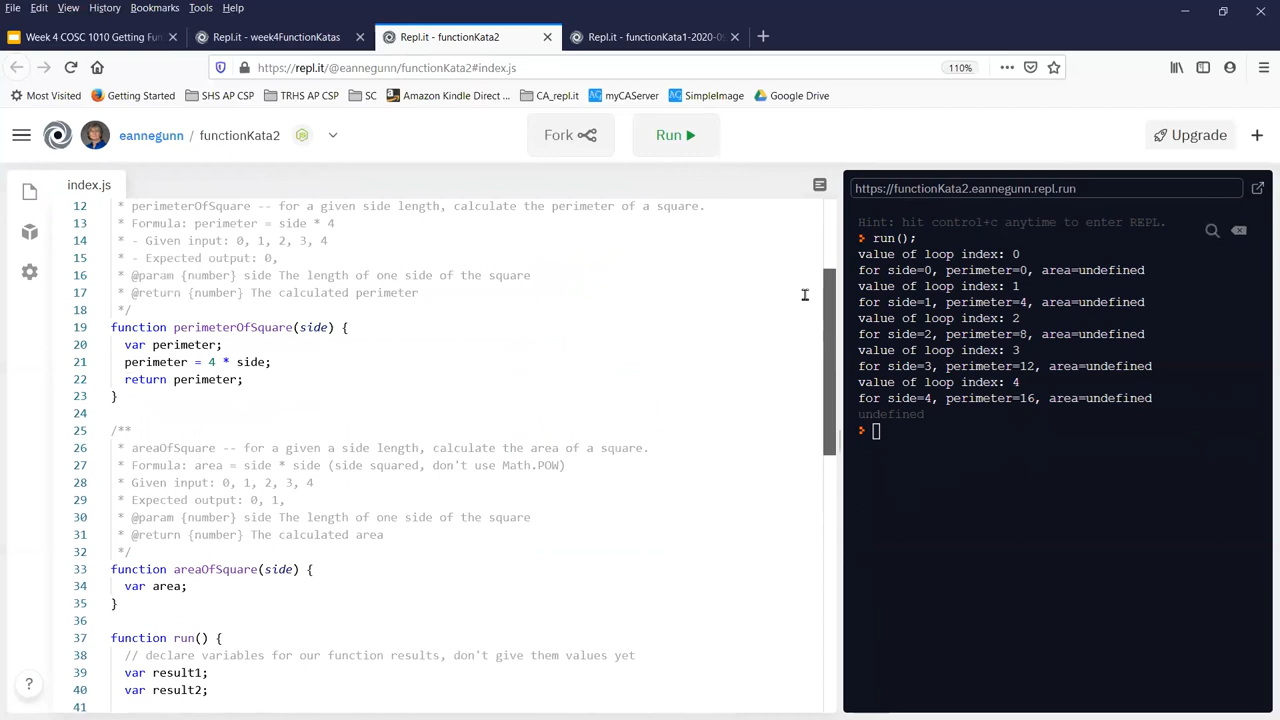 File Edit View History Bookmarks Tools Help
Week 4 COSC 1010 Getting Fun
Repl.it - week4FunctionKatas
Repl.it - functionKata2
Repl.it - functionKata1-2020-0
https://repl.it/@eannegunn/functionKata2#index.js
110%
Most Visited Getting Started SHS AP CSP TRHS AP CSP SC Amazon Kindle Direct ... CA_repl.it myCAServer SimpleImage Google Drive
eannegunn / functionKata2
Fork
Run
Upgrade
index.js
12 * perimeterOfSquare -- for a given side length, calculate the perimeter of a square.
13 * Formula: perimeter = side * 4
14 * - Given input: 0, 1, 2, 3, 4
15 * - Expected output: 0,
16 * @param {number} side The length of one side of the square
17 * @return {number} The calculated perimeter
18 */
19 function perimeterOfSquare(side) {
20 var perimeter;
21 perimeter = 4 * side;
22 return perimeter;
23 }
24
25 /**
26 * areaOfSquare -- for a given a side length, calculate the area of a square.
27 * Formula: area = side * side (side squared, don't use Math.POW)
28 * Given input: 0, 1, 2, 3, 4
29 * Expected output: 0, 1,
30 * @param {number} side The length of one side of the square
31 * @return {number} The calculated area
32 */
33 function areaOfSquare(side) {
34 var area;
35 }
36
37 function run() {
38 // declare variables for our function results, don't give them values yet
39 var result1;
40 var result2;
41
?
https://functionKata2.eannegunn.repl.run
Hint: hit control+c anytime to enter REPL.
run();
value of loop index: 0
for side=0, perimeter=0, area=undefined
value of loop index: 1
for side=1, perimeter=4, area=undefined
value of loop index: 2
for side=2, perimeter=8, area=undefined
value of loop index: 3
for side=3, perimeter=12, area=undefined
value of loop index: 4
for side=4, perimeter=16, area=undefined
undefined